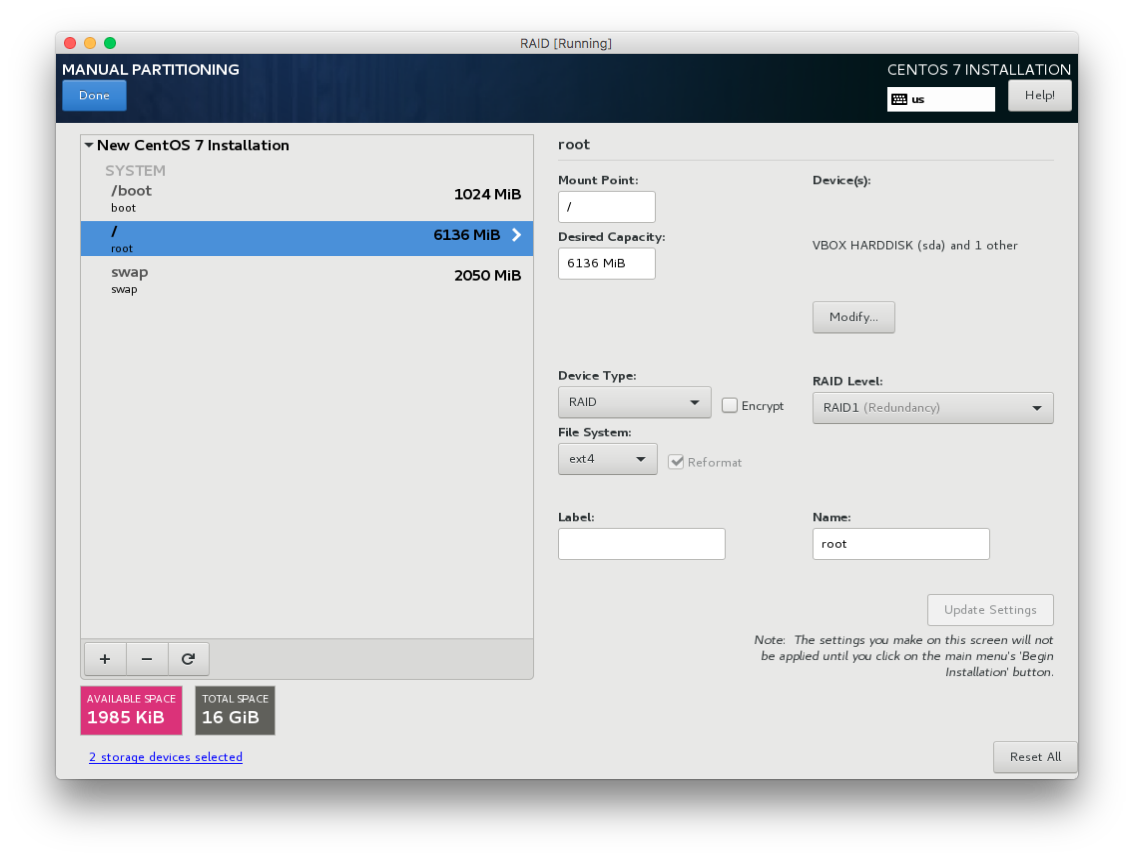 RAID [Running]
MANUAL PARTITIONING
CENTOS 7 INSTALLATION
Done
us
Help!
New CentOS 7 Installation
SYSTEM
/boot
1024 MiB
boot
/
6136 MiB
root
swap
2050 MiB
swap
+
-
AVAILABLE SPACE
1985 KiB
TOTAL SPACE
16 GiB
2 storage devices selected
root
Mount Point:
/
Desired Capacity:
6136 MiB
Device(s):
VBOX HARDDISK (sda) and 1 other
Modify...
Device Type:
RAID
Encrypt
RAID Level:
RAID1 (Redundancy)
File System:
ext4
Reformat
Label:
Name:
root
Update Settings
Note: The settings you make on this screen will not
be applied until you click on the main menu's 'Begin
Installation' button.
Reset All